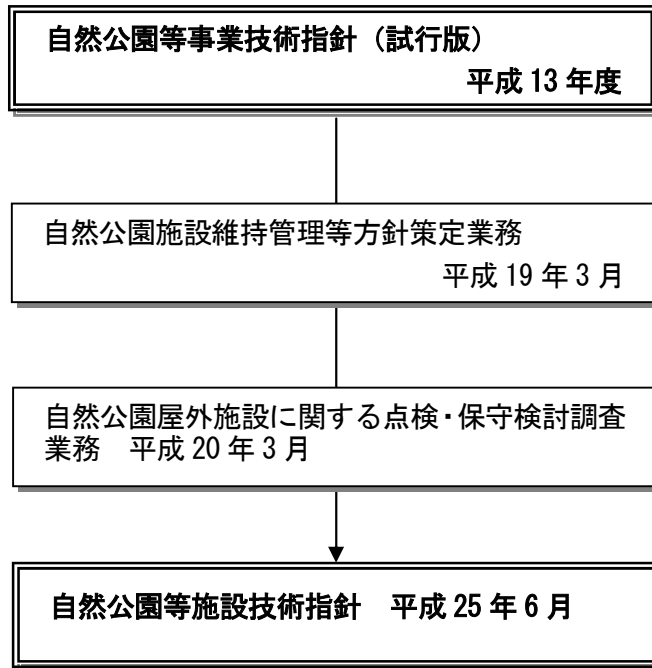 自然公園等事業技術指針（試行版）
平成 13 年度
自然公園施設維持管理等方針策定業務
平成 19 年 3 月
自然公園屋外施設に関する点検・保守検討調査
業務　平成 20 年 3 月
自然公園等施設技術指針　平成 25 年 6 月